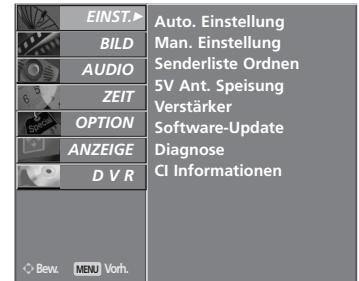 EINST.
BILD
AUDIO
ZEIT
OPTION
ANZEIGE
D V R
Auto. Einstellung
Man. Einstellung
Senderliste Ordnen
5V Ant. Speisung
Verstärker
Software-Update
Diagnose
CI Informationen
Bew. MENU Vorh.